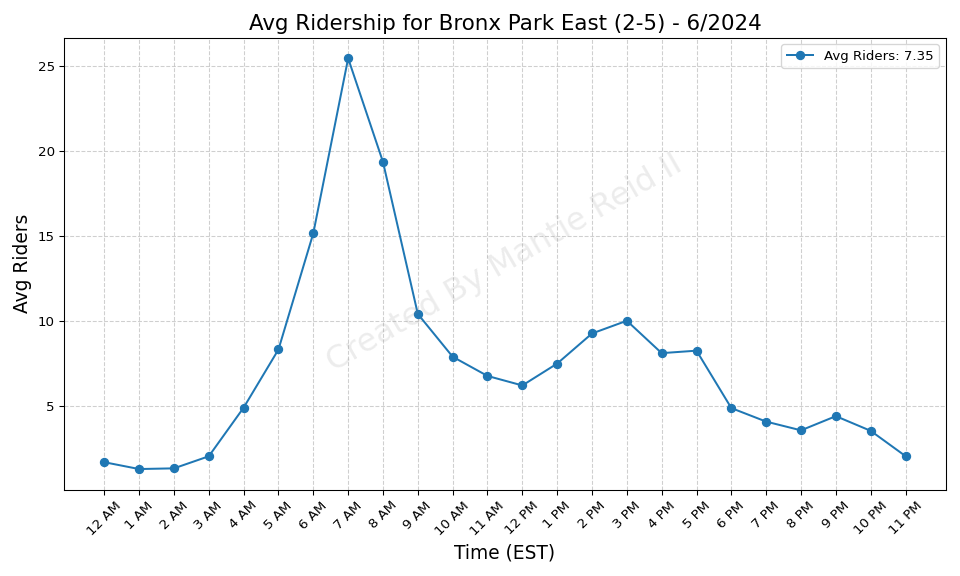 Avg Ridership for Bronx Park East (2-5) - 6/2024
Avg Riders: 7.35
Avg Riders
25
20
15
10
5
Created By Mantie Reid II
12 AM
1 AM
2 AM
3 AM
4 AM
5 AM
6 AM
7 AM
8 AM
9 AM
10 AM
11 AM
12 PM
1 PM
2 PM
3 PM
4 PM
5 PM
6 PM
7 PM
8 PM
9 PM
10 PM
11 PM
Time (EST)